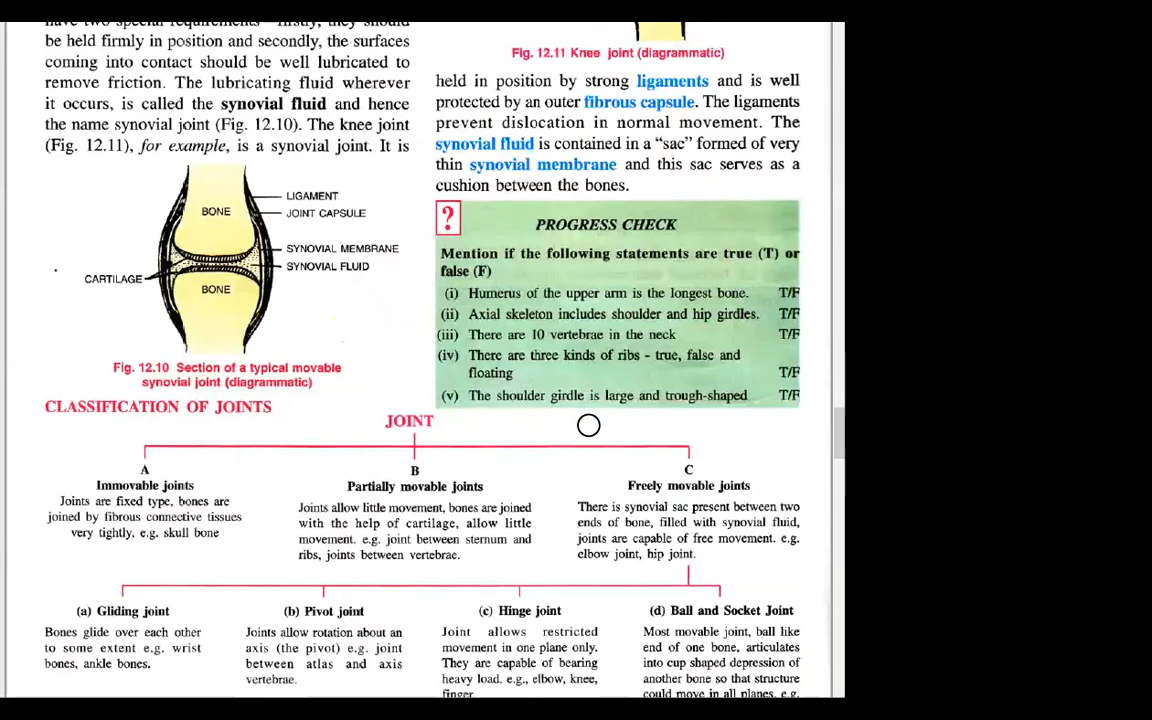 have two special requirements firstly, they should
be held firmly in position and secondly, the surfaces
coming into contact should be well lubricated to
remove friction. The lubricating fluid wherever
it occurs, is called the synovial fluid and hence
the name synovial joint (Fig. 12.10). The knee joint
(Fig. 12.11), for example, is a synovial joint. It is
LIGAMENT
BONE
JOINT CAPSULE
SYNOVIAL MEMBRANE
SYNOVIAL FLUID
CARTILAGE
BONE
Fig. 12.10 Section of a typical movable
synovial joint (diagrammatic)
Fig. 12.11 Knee joint (diagrammatic)
held in position by strong ligaments and is well
protected by an outer fibrous capsule. The ligaments
prevent dislocation in normal movement. The
synovial fluid is contained in a “sac” formed of very
thin synovial membrane and this sac serves as a
cushion between the bones.
?
PROGRESS CHECK
Mention if the following statements are true (T) or
false (F)
(i) Humerus of the upper arm is the longest bone. T/F
(ii) Axial skeleton includes shoulder and hip girdles. T/F
(iii) There are 10 vertebrae in the neck T/F
(iv) There are three kinds of ribs - true, false and
floating T/F
(v) The shoulder girdle is large and trough-shaped T/F
CLASSIFICATION OF JOINTS
JOINT
A
Immovable joints
Joints are fixed type, bones are
joined by fibrous connective tissues
very tightly, e.g. skull bone
B
Partially movable joints
Joints allow little movement, bones are joined
with the help of cartilage, allow little
movement. e.g. joint between sternum and
ribs, joints between vertebrae.
C
Freely movable joints
There is synovial sac present between two
ends of bone, filled with synovial fluid,
joints are capable of free movement. e.g.
elbow joint, hip joint.
(a) Gliding joint
Bones glide over each other
to some extent e.g. wrist
bones, ankle bones.
(b) Pivot joint
Joints allow rotation about an
axis (the pivot) e.g. joint
between atlas and axis
vertebrae.
(c) Hinge joint
Joint allows restricted
movement in one plane only.
They are capable of bearing
heavy load. e.g., elbow, knee,
finger
(d) Ball and Socket Joint
Most movable joint, ball like
end of one bone, articulates
into cup shaped depression of
another bone so that structure
could move in all planes. e.g.